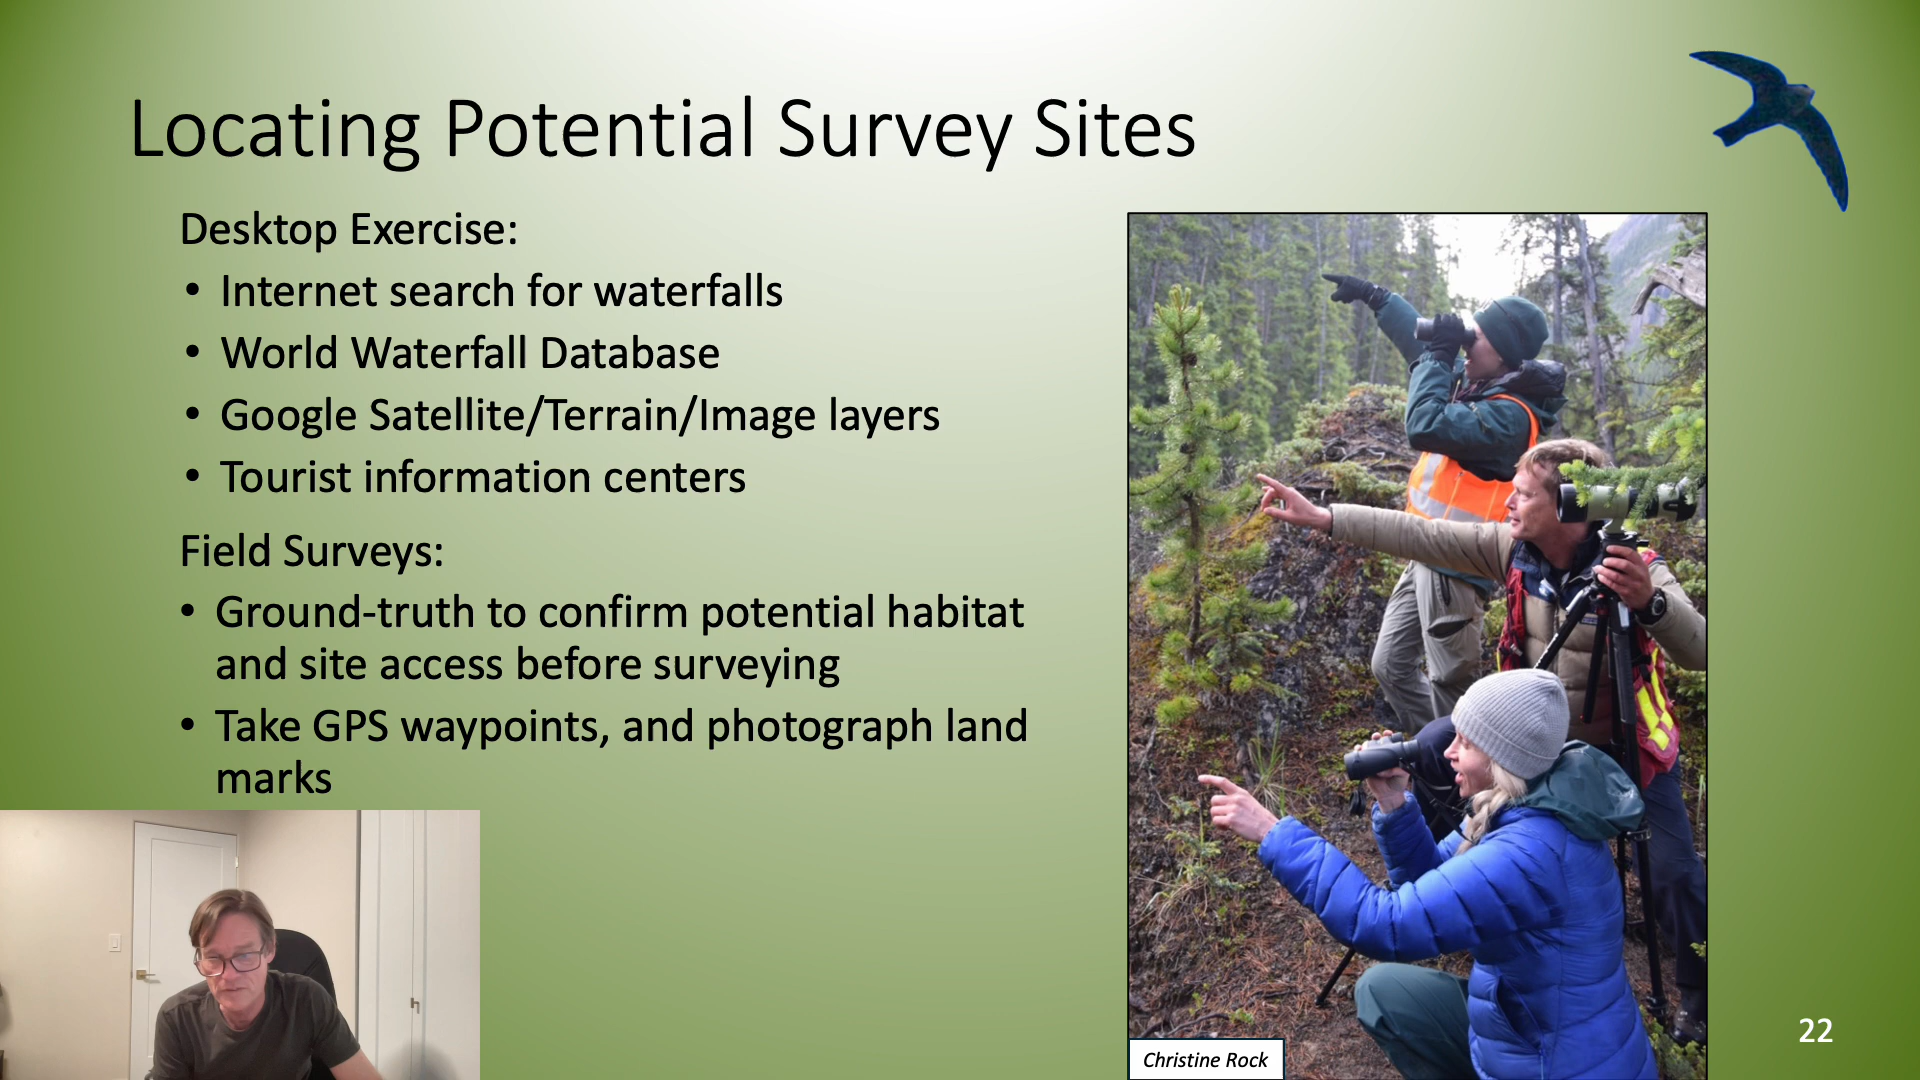 Locating Potential Survey Sites
Desktop Exercise:
• Internet search for waterfalls
• World Waterfall Database
• Google Satellite/Terrain/Image layers
• Tourist information centers
Field Surveys:
• Ground-truth to confirm potential habitat
and site access before surveying
• Take GPS waypoints, and photograph land
marks
Christine Rock
22